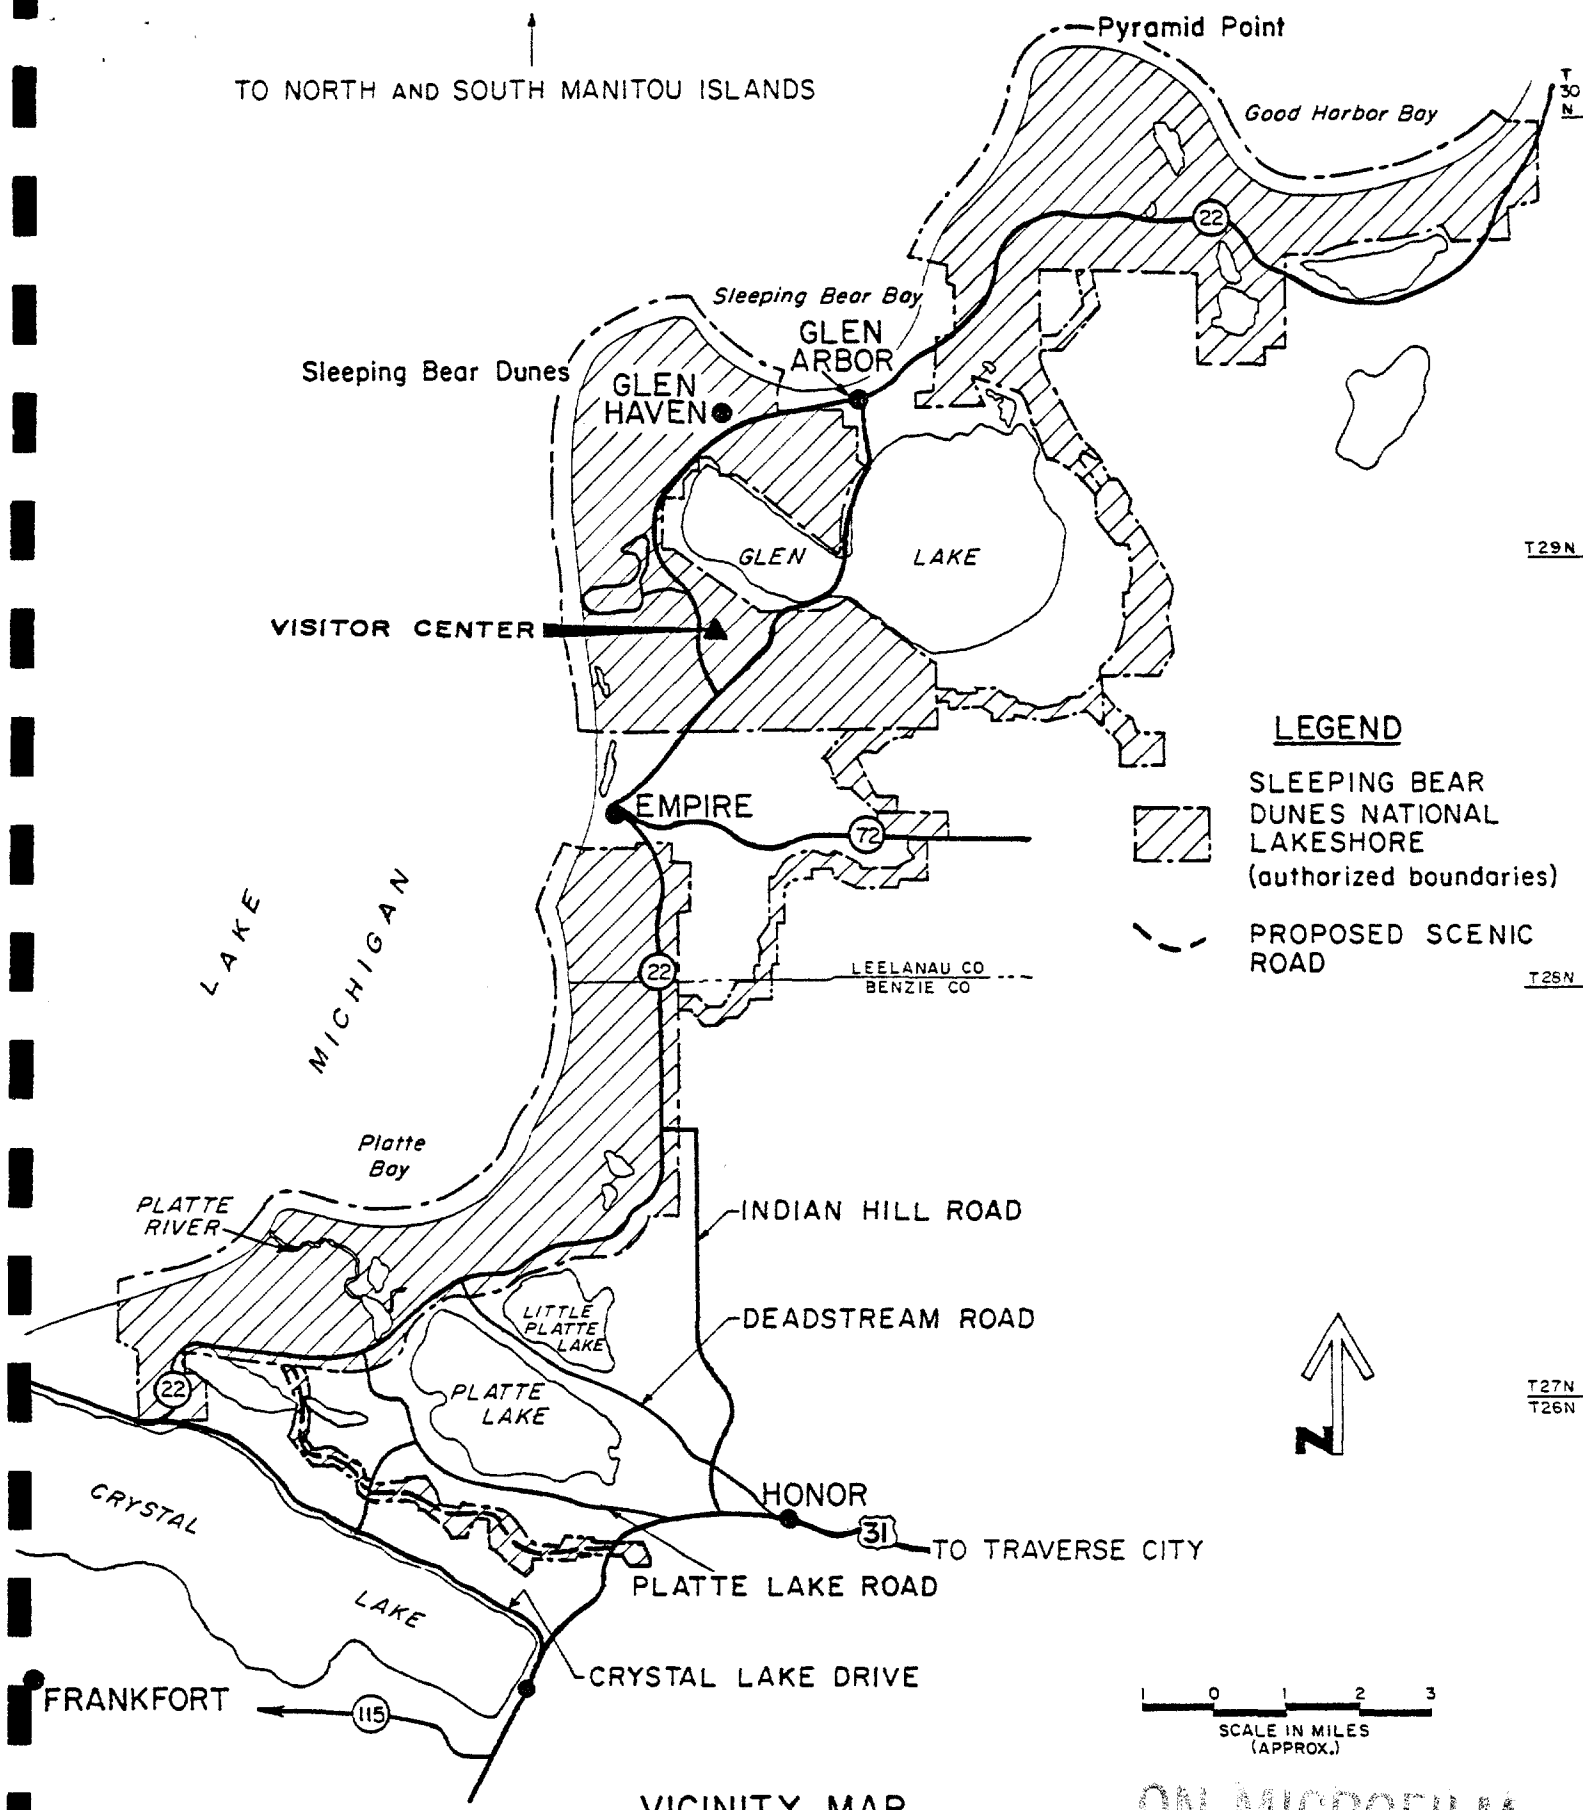 Pyramid Point
TO NORTH AND SOUTH MANITOU ISLANDS
T
30
N
Good Harbor Bay
22
Sleeping Bear Bay
GLEN
ARBOR
Sleeping Bear Dunes
GLEN
HAVEN
GLEN
LAKE
T29N
VISITOR CENTER
LEGEND
SLEEPING BEAR
DUNES NATIONAL
LAKESHORE
(authorized boundaries)
PROPOSED SCENIC
ROAD
EMPIRE
72
LAKE
MICHIGAN
22
LEELANAU CO
BENZIE CO
T28N
Platte
Bay
PLATTE
RIVER
INDIAN HILL ROAD
DEADSTREAM ROAD
LITTLE
PLATTE
LAKE
22
PLATTE
LAKE
T27N
T26N
N
CRYSTAL
LAKE
HONOR
31
TO TRAVERSE CITY
PLATTE LAKE ROAD
CRYSTAL LAKE DRIVE
FRANKFORT
115
1 0 1 2 3
SCALE IN MILES
(APPROX.)
VICINITY MAP
ON MICROFILM